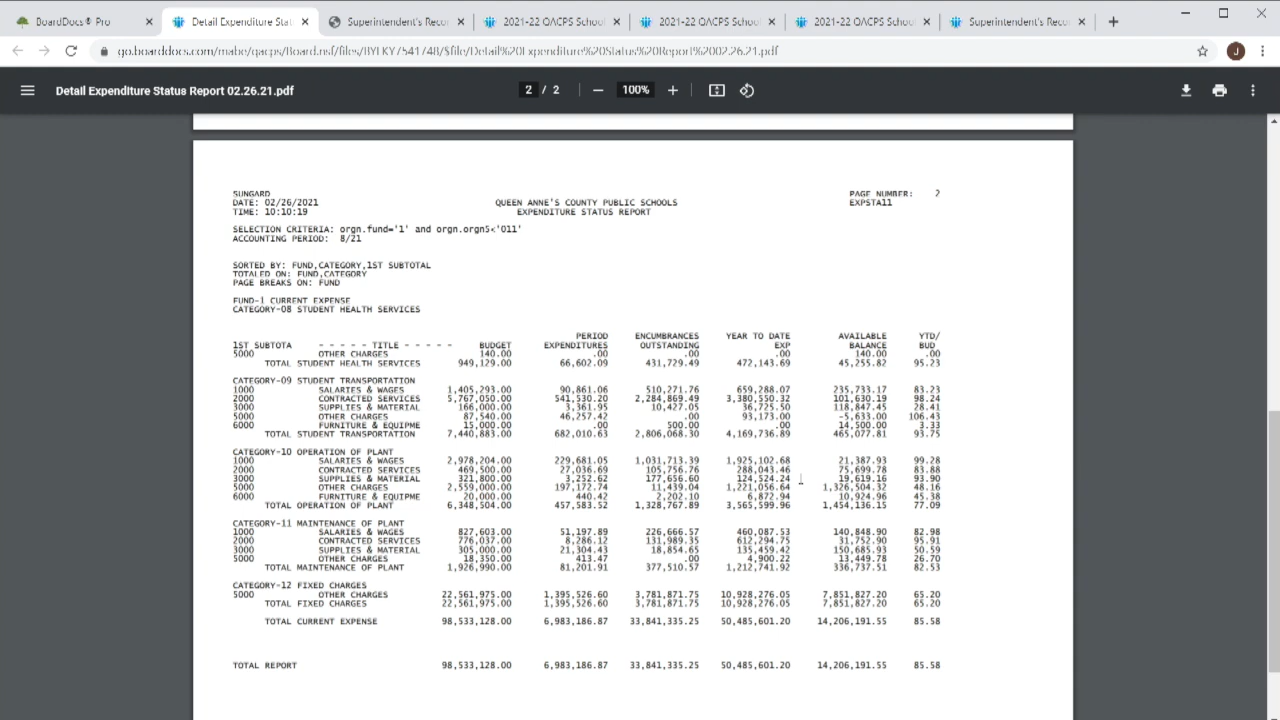 BoardDocs® Pro
Detail Expenditure Stat
Superintendent's Recor
2021-22 QACPS School
2021-22 QACPS School
2021-22 QACPS School
Superintendent's Recor
go.boarddocs.com/mabe/qacps/Board.nsf/files/
$file/Detail%20Expenditure%20Status%20Report%2002.26.21.pdf
J
Detail Expenditure Status Report 02.26.21.pdf
2 / 2
100%
SUNGARD PAGE NUMBER: 2
DATE: 02/26/2021 QUEEN ANNE'S COUNTY PUBLIC SCHOOLS EXPSTA11
TIME: 10:10:19 EXPENDITURE STATUS REPORT
SELECTION CRITERIA: orgn.fund='1' and orgn.orgn5<'011'
ACCOUNTING PERIOD: 8/21
SORTED BY: FUND,CATEGORY,1ST SUBTOTAL
TOTALED ON: FUND,CATEGORY
PAGE BREAKS ON: FUND
FUND-1 CURRENT EXPENSE
CATEGORY-08 STUDENT HEALTH SERVICES
PERIOD ENCUMBRANCES YEAR TO DATE AVAILABLE YTD/
1ST SUBTOTA - - - - - TITLE - - - - - BUDGET EXPENDITURES OUTSTANDING EXP BALANCE BUD
5000 OTHER CHARGES 140.00 .00 .00 .00 140.00 .00
TOTAL STUDENT HEALTH SERVICES 949,129.00 66,602.09 431,729.49 472,143.69 45,255.82 95.23
CATEGORY-09 STUDENT TRANSPORTATION
1000 SALARIES & WAGES 1,405,293.00 90,861.06 510,271.76 659,288.07 235,733.17 83.23
2000 CONTRACTED SERVICES 5,767,050.00 541,530.20 2,284,869.49 3,380,550.32 101,630.19 98.24
3000 SUPPLIES & MATERIAL 166,000.00 3,361.95 10,427.05 36,725.50 118,847.45 28.41
5000 OTHER CHARGES 87,540.00 46,257.42 .00 93,173.00 -5,633.00 106.43
6000 FURNITURE & EQUIPME 15,000.00 .00 500.00 .00 14,500.00 3.33
TOTAL STUDENT TRANSPORTATION 7,440,883.00 682,010.63 2,806,068.30 4,169,736.89 465,077.81 93.75
CATEGORY-10 OPERATION OF PLANT
1000 SALARIES & WAGES 2,978,204.00 229,681.05 1,031,713.39 1,925,102.68 21,387.93 99.28
2000 CONTRACTED SERVICES 469,500.00 27,036.69 105,756.76 288,043.46 75,699.78 83.88
3000 SUPPLIES & MATERIAL 321,800.00 3,252.62 177,656.60 124,524.24 19,619.16 93.90
5000 OTHER CHARGES 2,559,000.00 197,172.74 11,439.04 1,221,056.64 1,326,504.32 48.16
6000 FURNITURE & EQUIPME 20,000.00 440.42 2,202.10 6,872.94 10,924.96 45.38
TOTAL OPERATION OF PLANT 6,348,504.00 457,583.52 1,328,767.89 3,565,599.96 1,454,136.15 77.09
CATEGORY-11 MAINTENANCE OF PLANT
1000 SALARIES & WAGES 827,603.00 51,197.89 226,666.57 460,087.53 140,848.90 82.98
2000 CONTRACTED SERVICES 776,037.00 8,286.12 131,989.35 612,294.75 31,752.90 95.91
3000 SUPPLIES & MATERIAL 305,000.00 21,304.43 18,854.65 135,459.42 150,685.93 50.59
5000 OTHER CHARGES 18,350.00 413.47 .00 4,900.22 13,449.78 26.70
TOTAL MAINTENANCE OF PLANT 1,926,990.00 81,201.91 377,510.57 1,212,741.92 336,737.51 82.53
CATEGORY-12 FIXED CHARGES
5000 OTHER CHARGES 22,561,975.00 1,395,526.60 3,781,871.75 10,928,276.05 7,851,827.20 65.20
TOTAL FIXED CHARGES 22,561,975.00 1,395,526.60 3,781,871.75 10,928,276.05 7,851,827.20 65.20
TOTAL CURRENT EXPENSE 98,533,128.00 6,983,186.87 33,841,335.25 50,485,601.20 14,206,191.55 85.58
TOTAL REPORT 98,533,128.00 6,983,186.87 33,841,335.25 50,485,601.20 14,206,191.55 85.58